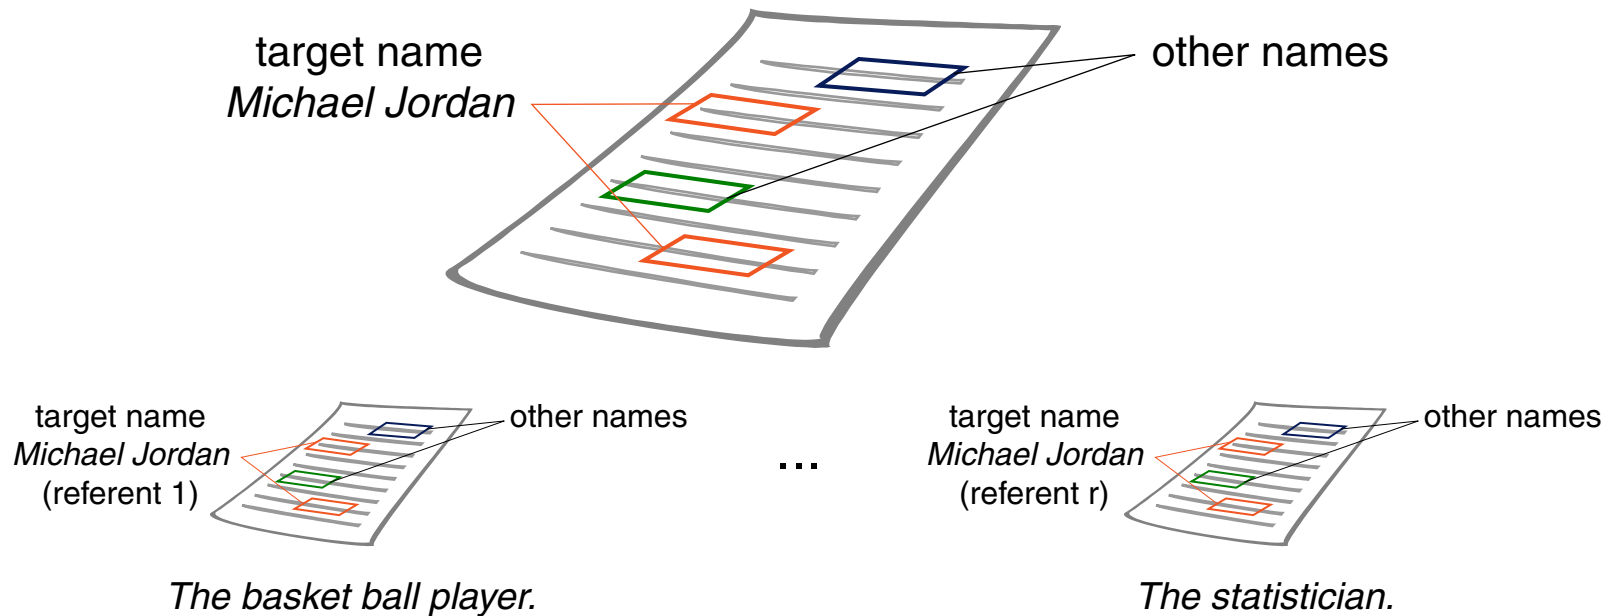 target name
Michael Jordan
other names
target name
Michael Jordan
(referent 1)
other names
...
target name
Michael Jordan
(referent r)
other names
The basket ball player.
The statistician.